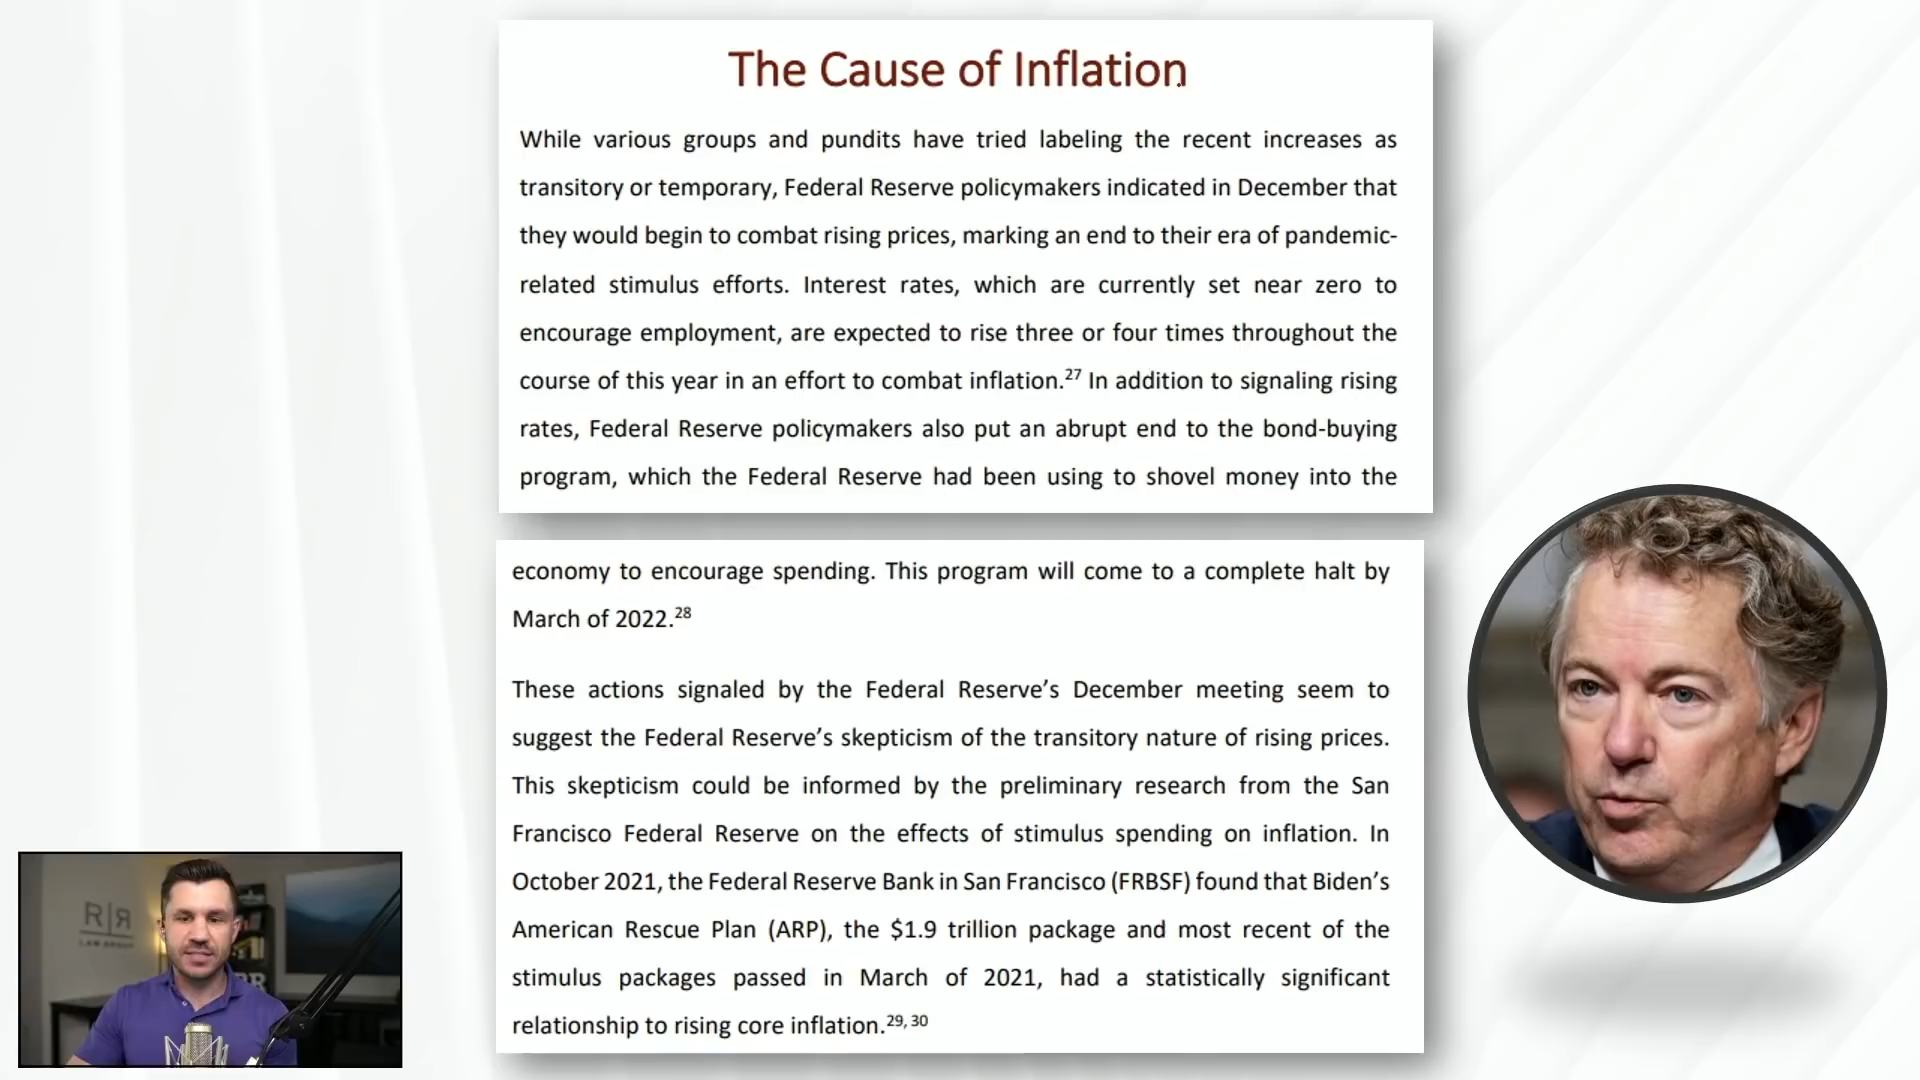 The Cause of Inflation
While various groups and pundits have tried labeling the recent increases as
transitory or temporary, Federal Reserve policymakers indicated in December that
they would begin to combat rising prices, marking an end to their era of pandemic-
related stimulus efforts. Interest rates, which are currently set near zero to
encourage employment, are expected to rise three or four times throughout the
course of this year in an effort to combat inflation.27 In addition to signaling rising
rates, Federal Reserve policymakers also put an abrupt end to the bond-buying
program, which the Federal Reserve had been using to shovel money into the
economy to encourage spending. This program will come to a complete halt by
March of 2022.28
These actions signaled by the Federal Reserve’s December meeting seem to
suggest the Federal Reserve’s skepticism of the transitory nature of rising prices.
This skepticism could be informed by the preliminary research from the San
Francisco Federal Reserve on the effects of stimulus spending on inflation. In
October 2021, the Federal Reserve Bank in San Francisco (FRBSF) found that Biden’s
American Rescue Plan (ARP), the $1.9 trillion package and most recent of the
stimulus packages passed in March of 2021, had a statistically significant
relationship to rising core inflation.29, 30
R|R
LAW GROUP